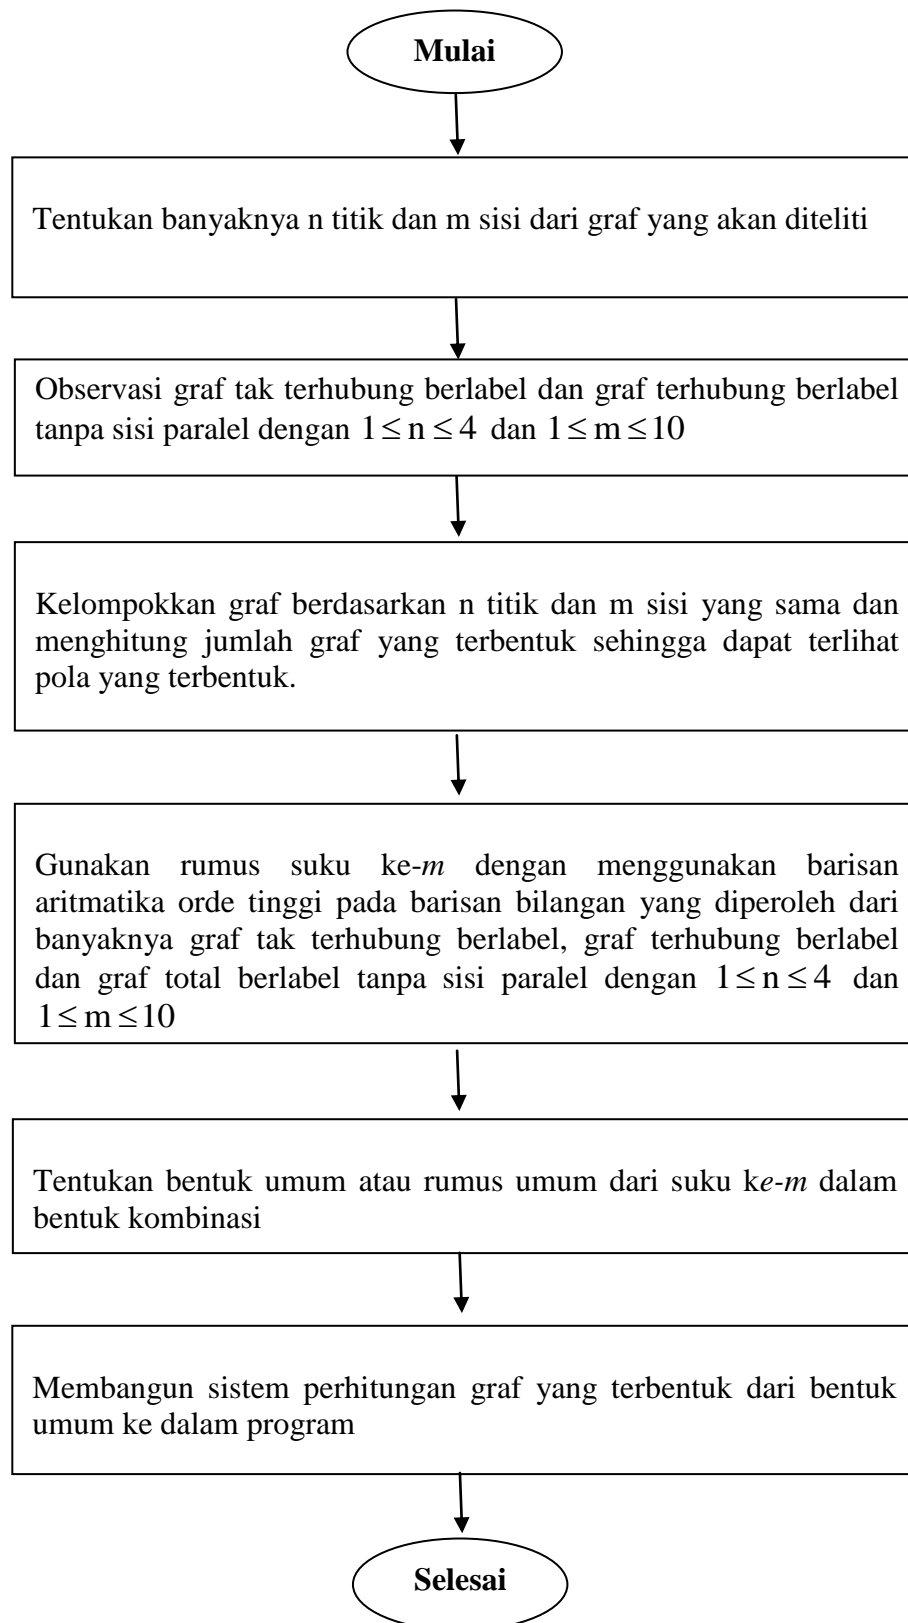 Mulai
Tentukan banyaknya n titik dan m sisi dari graf yang akan diteliti
Observasi graf tak terhubung berlabel dan graf terhubung berlabel
tanpa sisi paralel dengan 1 ≤ n ≤ 4 dan 1 ≤ m ≤ 10
Kelompokkan graf berdasarkan n titik dan m sisi yang sama dan
menghitung jumlah graf yang terbentuk sehingga dapat terlihat
pola yang terbentuk.
Gunakan rumus suku ke-m dengan menggunakan barisan
aritmatika orde tinggi pada barisan bilangan yang diperoleh dari
banyaknya graf tak terhubung berlabel, graf terhubung berlabel
dan graf total berlabel tanpa sisi paralel dengan 1 ≤ n ≤ 4 dan
1 ≤ m ≤ 10
Tentukan bentuk umum atau rumus umum dari suku ke-m dalam
bentuk kombinasi
Membangun sistem perhitungan graf yang terbentuk dari bentuk
umum ke dalam program
Selesai